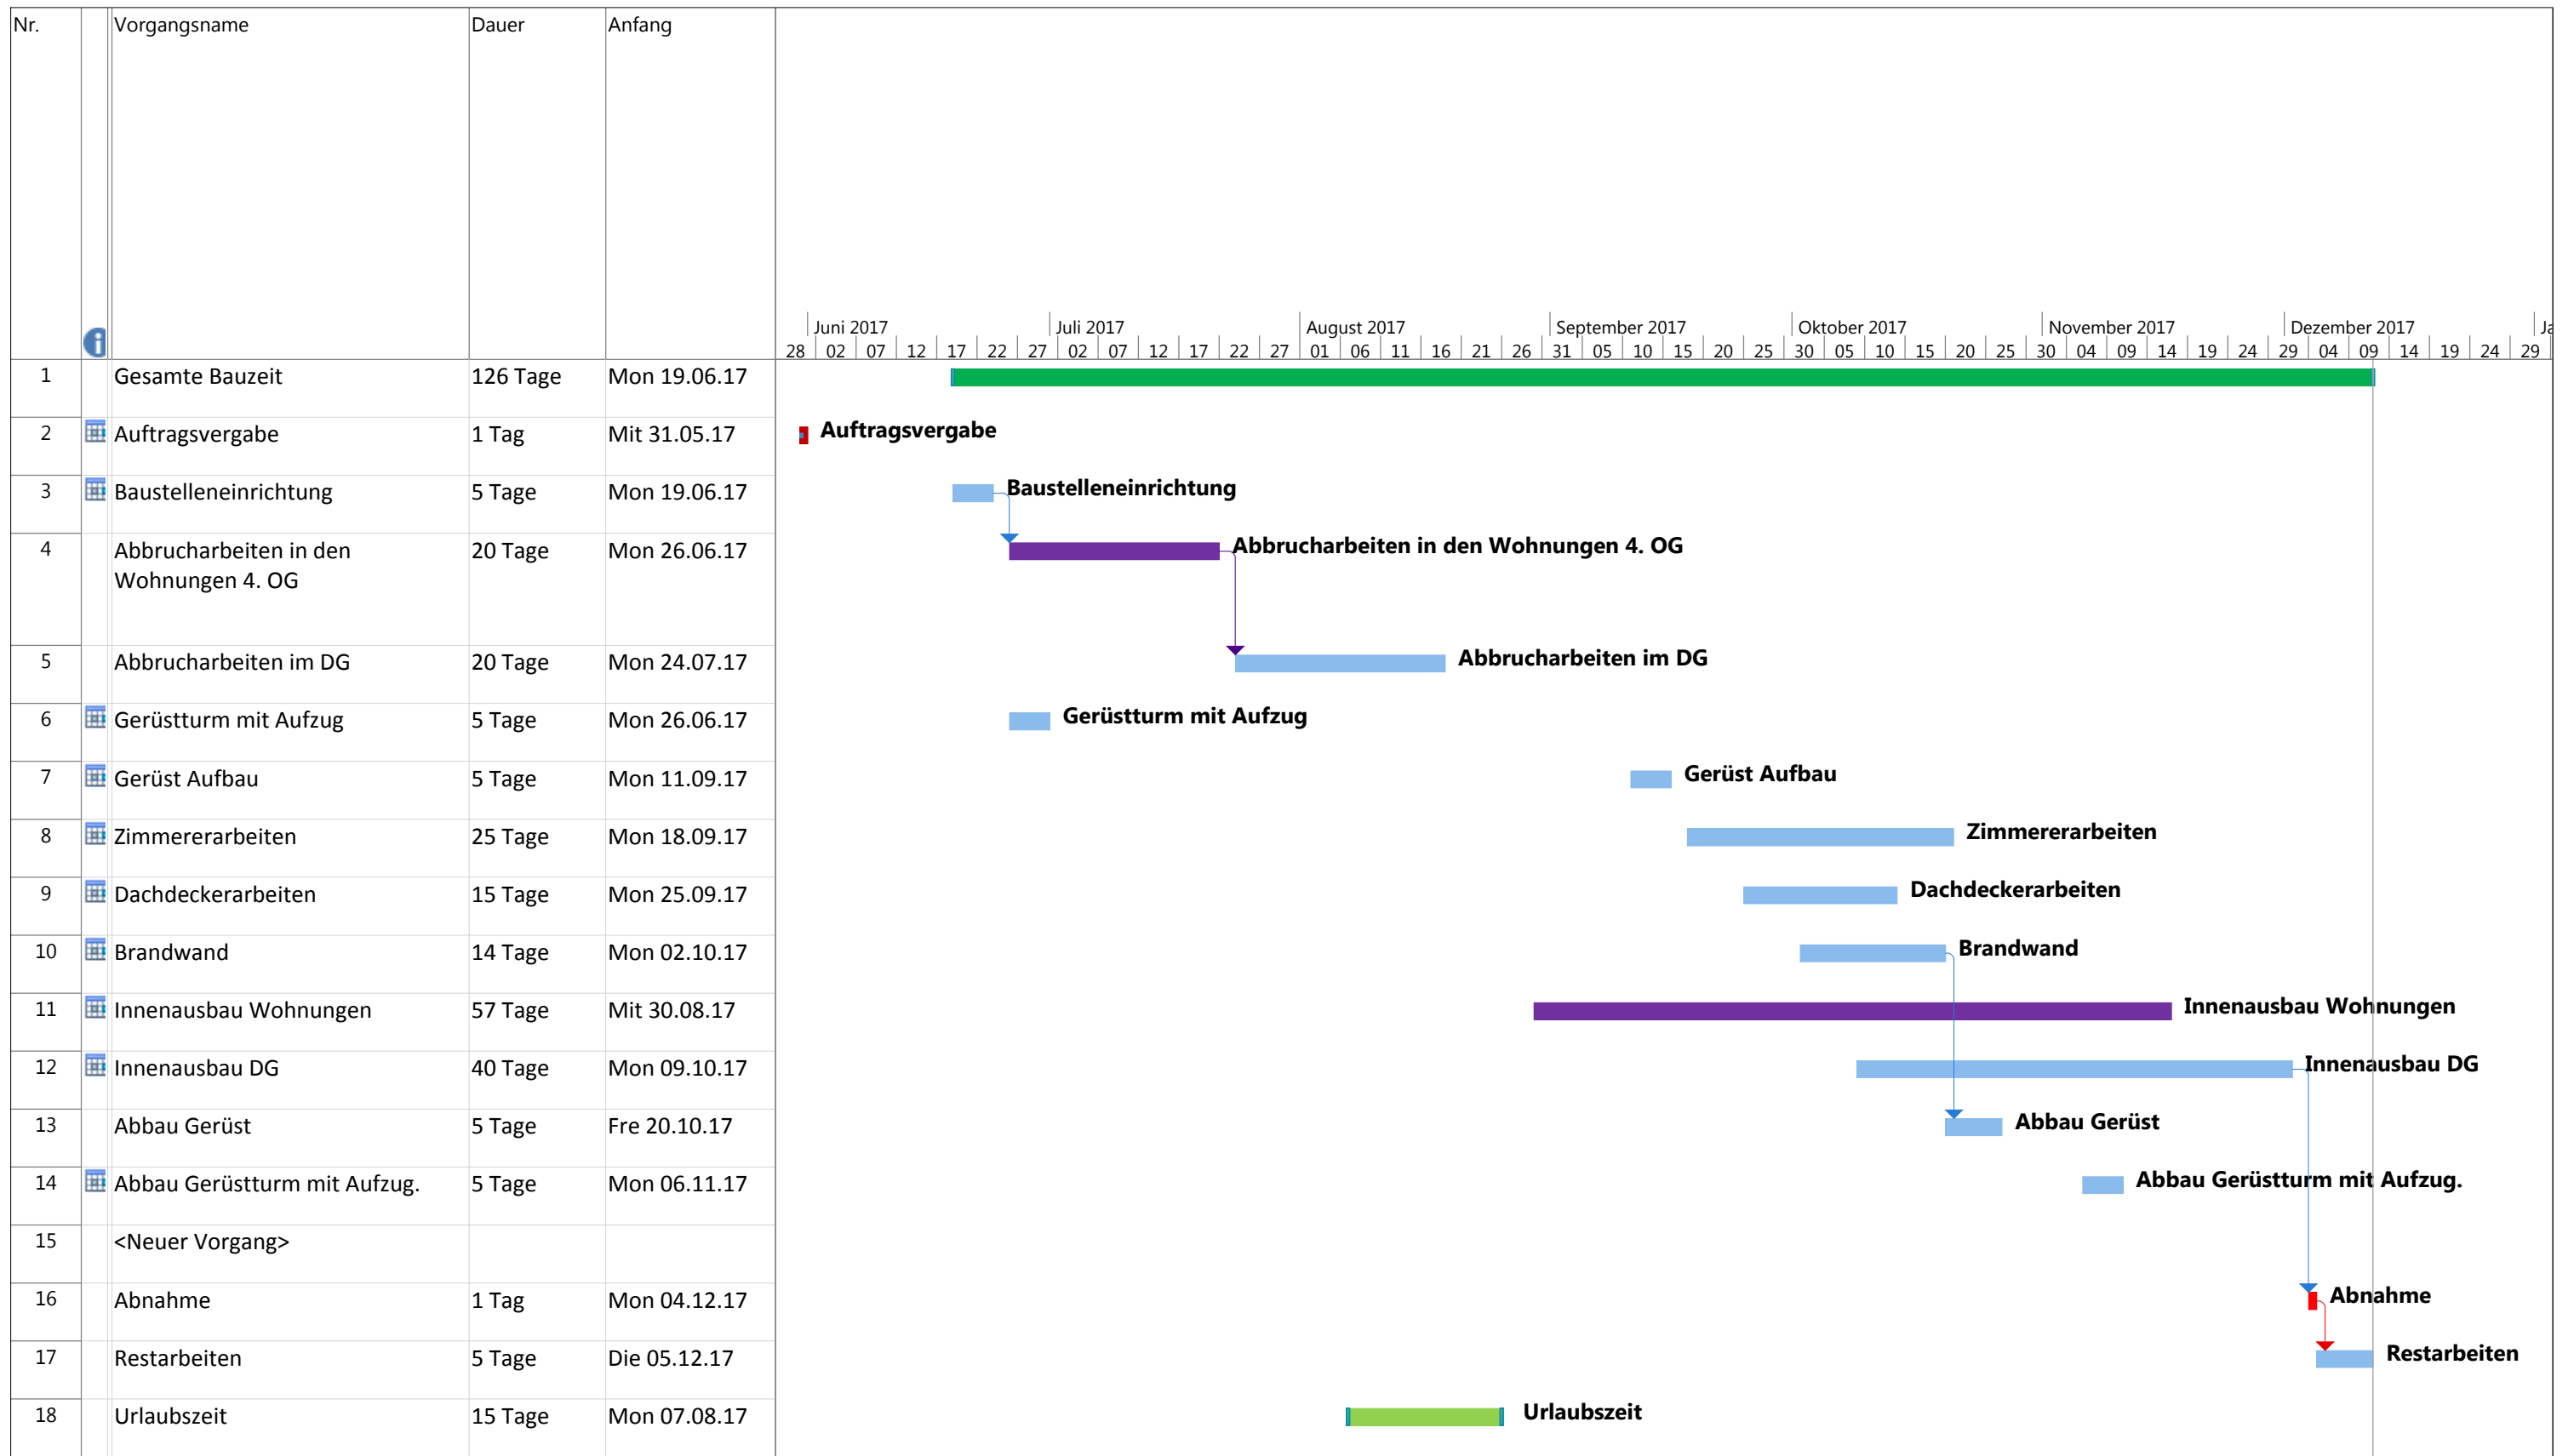 Nr. Vorgangsname Dauer Anfang
Juni 2017 Juli 2017 August 2017 September 2017 Oktober 2017 November 2017 Dezember 2017 Ja
28 02 07 12 17 22 27 02 07 12 17 22 27 01 06 11 16 21 26 31 05 10 15 20 25 30 05 10 15 20 25 30 04 09 14 19 24 29 04 09 14 19 24 29
1 Gesamte Bauzeit 126 Tage Mon 19.06.17
2 Auftragsvergabe 1 Tag Mit 31.05.17 Auftragsvergabe
3 Baustelleneinrichtung 5 Tage Mon 19.06.17 Baustelleneinrichtung
4 Abbrucharbeiten in den 20 Tage Mon 26.06.17 Abbrucharbeiten in den Wohnungen 4. OG
Wohnungen 4. OG
5 Abbrucharbeiten im DG 20 Tage Mon 24.07.17 Abbrucharbeiten im DG
6 Gerüstturm mit Aufzug 5 Tage Mon 26.06.17 Gerüstturm mit Aufzug
7 Gerüst Aufbau 5 Tage Mon 11.09.17 Gerüst Aufbau
8 Zimmererarbeiten 25 Tage Mon 18.09.17 Zimmererarbeiten
9 Dachdeckerarbeiten 15 Tage Mon 25.09.17 Dachdeckerarbeiten
10 Brandwand 14 Tage Mon 02.10.17 Brandwand
11 Innenausbau Wohnungen 57 Tage Mit 30.08.17 Innenausbau Wohnungen
12 Innenausbau DG 40 Tage Mon 09.10.17 Innenausbau DG
13 Abbau Gerüst 5 Tage Fre 20.10.17 Abbau Gerüst
14 Abbau Gerüstturm mit Aufzug. 5 Tage Mon 06.11.17 Abbau Gerüstturm mit Aufzug.
15 <Neuer Vorgang>
16 Abnahme 1 Tag Mon 04.12.17 Abnahme
17 Restarbeiten 5 Tage Die 05.12.17 Restarbeiten
18 Urlaubszeit 15 Tage Mon 07.08.17 Urlaubszeit